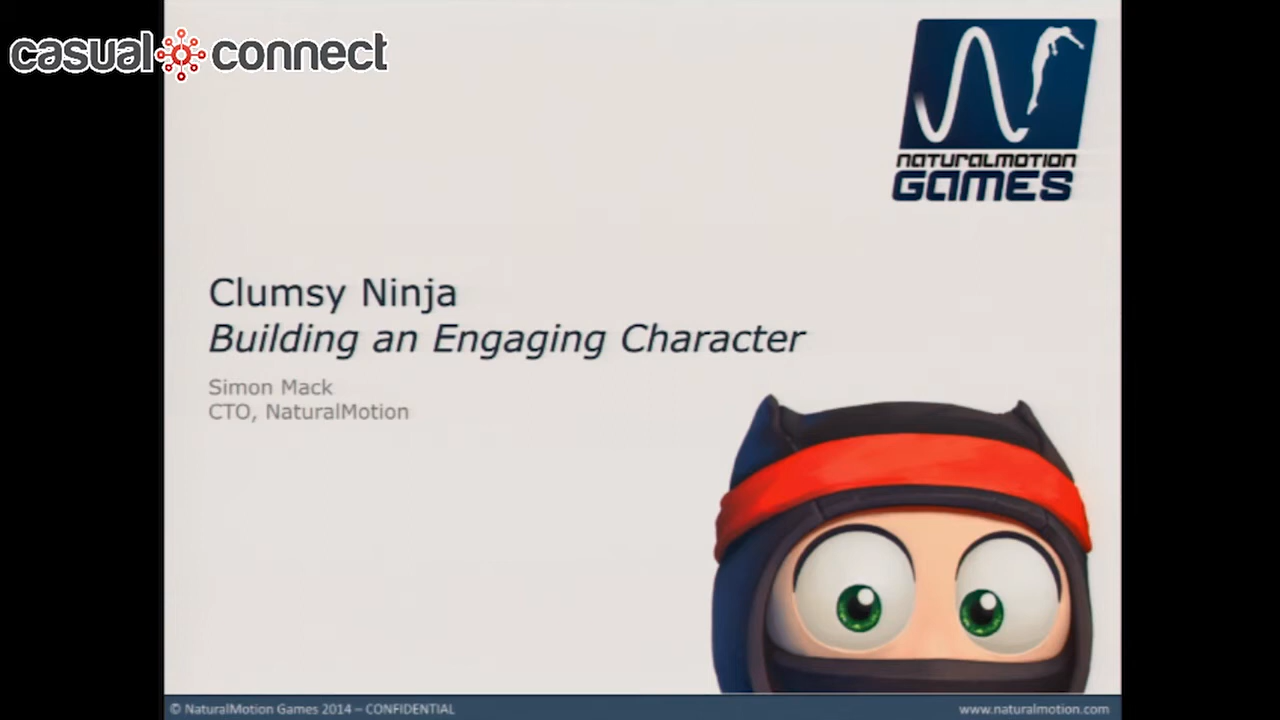 casual connect
NATURALMOTION
GAMES
Clumsy Ninja
Building an Engaging Character
Simon Mack
CTO, NaturalMotion
© NaturalMotion Games 2014 – CONFIDENTIAL
www.naturalmotion.com